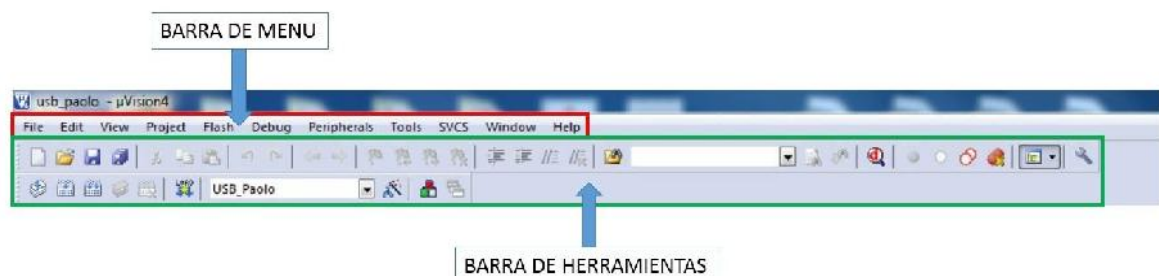 BARRA DE MENU
usb_paolo - µVision4
File Edit View Project Flash Debug Peripherals Tools SVCS Window Help
USB_Paolo
BARRA DE HERRAMIENTAS